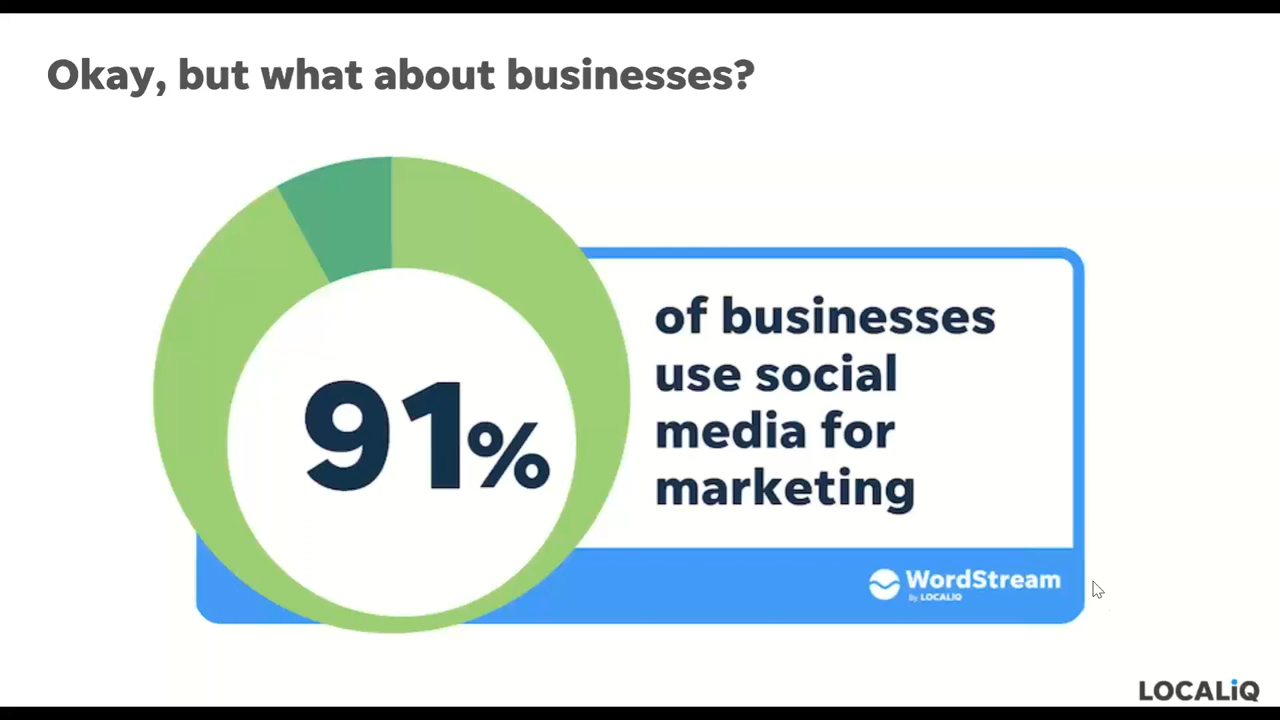 Okay, but what about businesses?
91%
of businesses
use social
media for
marketing
WordStream
By LOCALiQ
LOCALiQ